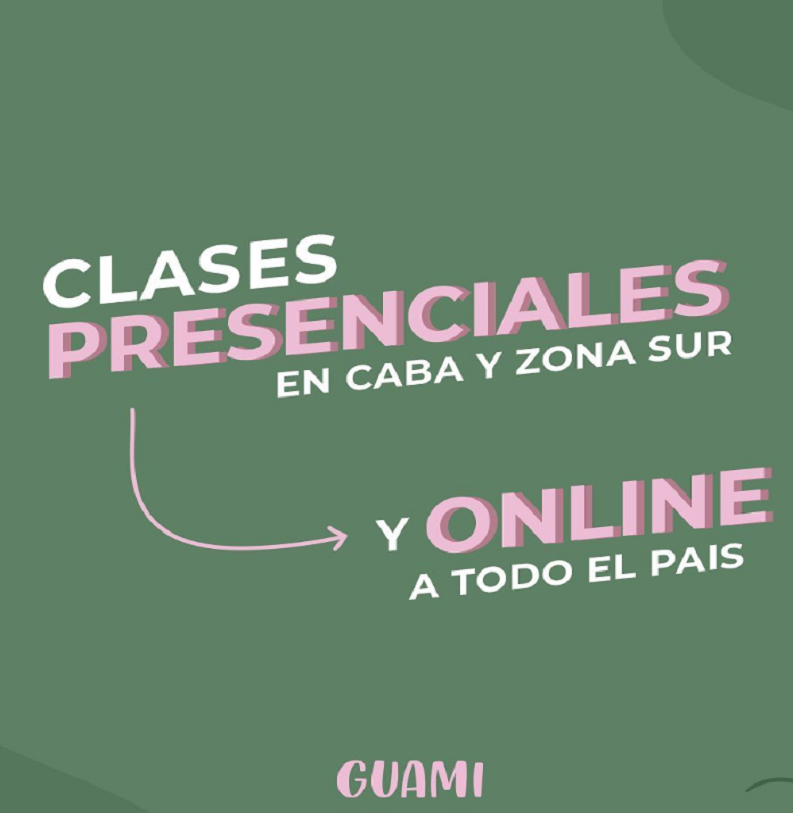 CLASES
PRESENCIALES
EN CABA Y ZONA SUR
Y ONLINE
A TODO EL PAIS
GUAMI